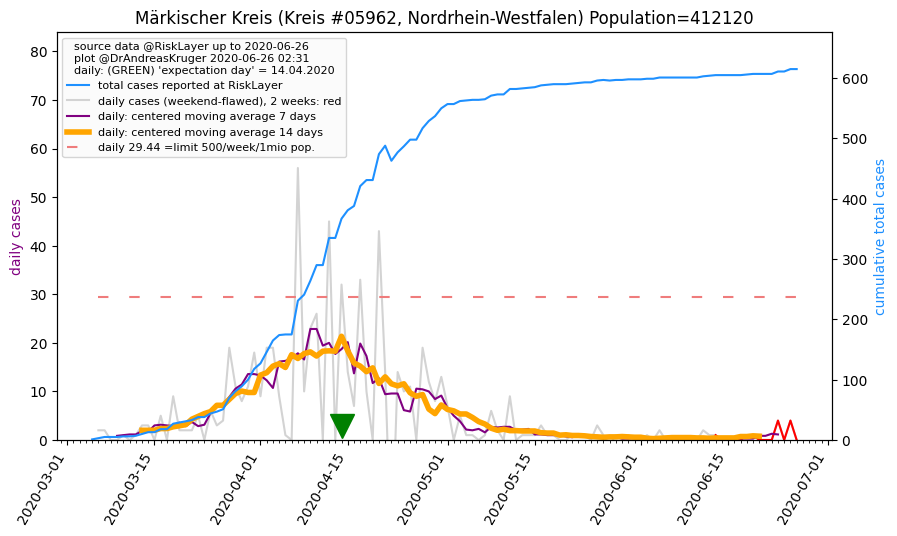 Märkischer Kreis (Kreis #05962, Nordrhein-Westfalen) Population=412120
source data @RiskLayer up to 2020-06-26
plot @DrAndreasKruger 2020-06-26 02:31
daily: (GREEN) 'expectation day' = 14.04.2020
total cases reported at RiskLayer
daily cases (weekend-flawed), 2 weeks: red
daily: centered moving average 7 days
daily: centered moving average 14 days
daily 29.44 =limit 500/week/1mio pop.
daily cases
80
70
60
50
40
30
20
10
0
cumulative total cases
600
500
400
300
200
100
0
2020-03-01
2020-03-15
2020-04-01
2020-04-15
2020-05-01
2020-05-15
2020-06-01
2020-06-15
2020-07-01